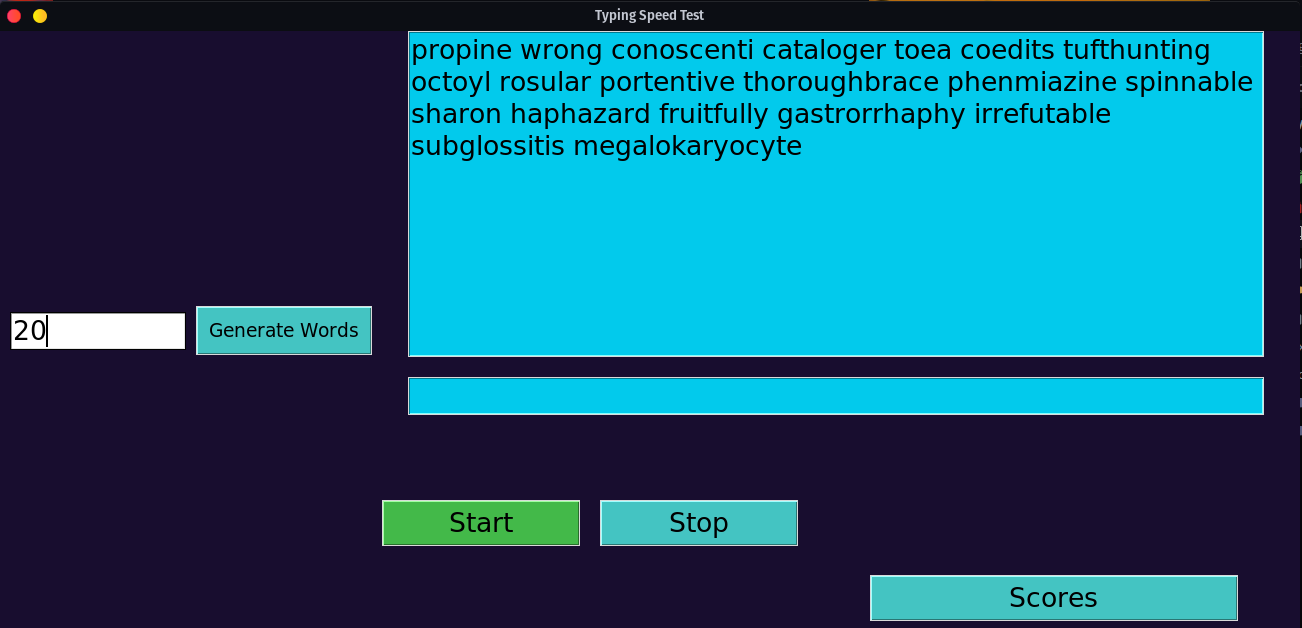 Typing Speed Test
propine wrong conoscenti cataloger toea coedits tufthunting
octoyl rosular portentive thoroughbrace phenmiazine spinnable
sharon haphazard fruitfully gastrorrhaphy irrefutable
subglossitis megalokaryocyte
20
Generate Words
Start
Stop
Scores